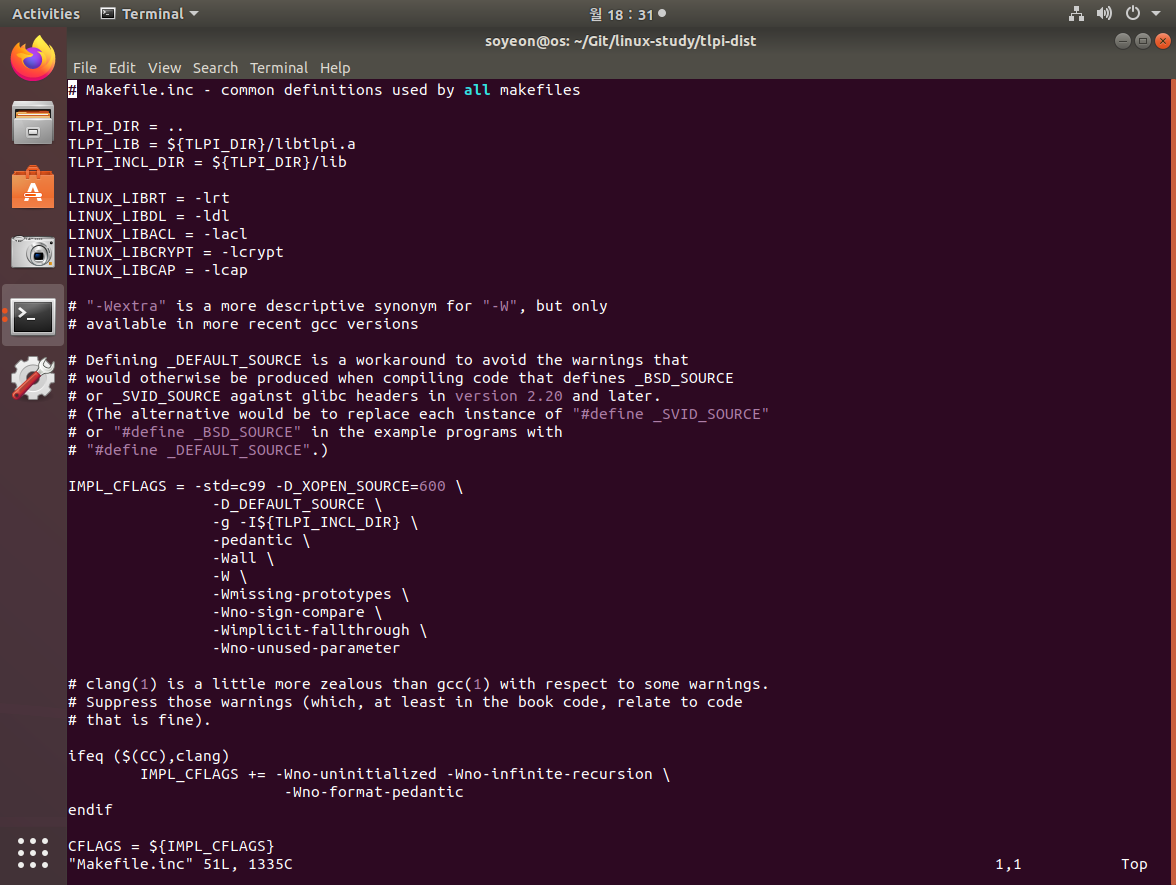 Activities Terminal 월 18 : 31
soyeon@os: ~/Git/linux-study/tlpi-dist
File Edit View Search Terminal Help
# Makefile.inc - common definitions used by all makefiles
TLPI_DIR = ..
TLPI_LIB = ${TLPI_DIR}/libtlpi.a
TLPI_INCL_DIR = ${TLPI_DIR}/lib
LINUX_LIBRT = -lrt
LINUX_LIBDL = -ldl
LINUX_LIBACL = -lacl
LINUX_LIBCRYPT = -lcrypt
LINUX_LIBCAP = -lcap
# "-Wextra" is a more descriptive synonym for "-W", but only
# available in more recent gcc versions
# Defining _DEFAULT_SOURCE is a workaround to avoid the warnings that
# would otherwise be produced when compiling code that defines _BSD_SOURCE
# or _SVID_SOURCE against glibc headers in version 2.20 and later.
# (The alternative would be to replace each instance of "#define _SVID_SOURCE"
# or "#define _BSD_SOURCE" in the example programs with
# "#define _DEFAULT_SOURCE".)
IMPL_CFLAGS = -std=c99 -D_XOPEN_SOURCE=600 \
-D_DEFAULT_SOURCE \
-g -I${TLPI_INCL_DIR} \
-pedantic \
-Wall \
-W \
-Wmissing-prototypes \
-Wno-sign-compare \
-Wimplicit-fallthrough \
-Wno-unused-parameter
# clang(1) is a little more zealous than gcc(1) with respect to some warnings.
# Suppress those warnings (which, at least in the book code, relate to code
# that is fine).
ifeq ($(CC),clang)
IMPL_CFLAGS += -Wno-uninitialized -Wno-infinite-recursion \
-Wno-format-pedantic
endif
CFLAGS = ${IMPL_CFLAGS}
"Makefile.inc" 51L, 1335C 1,1 Top